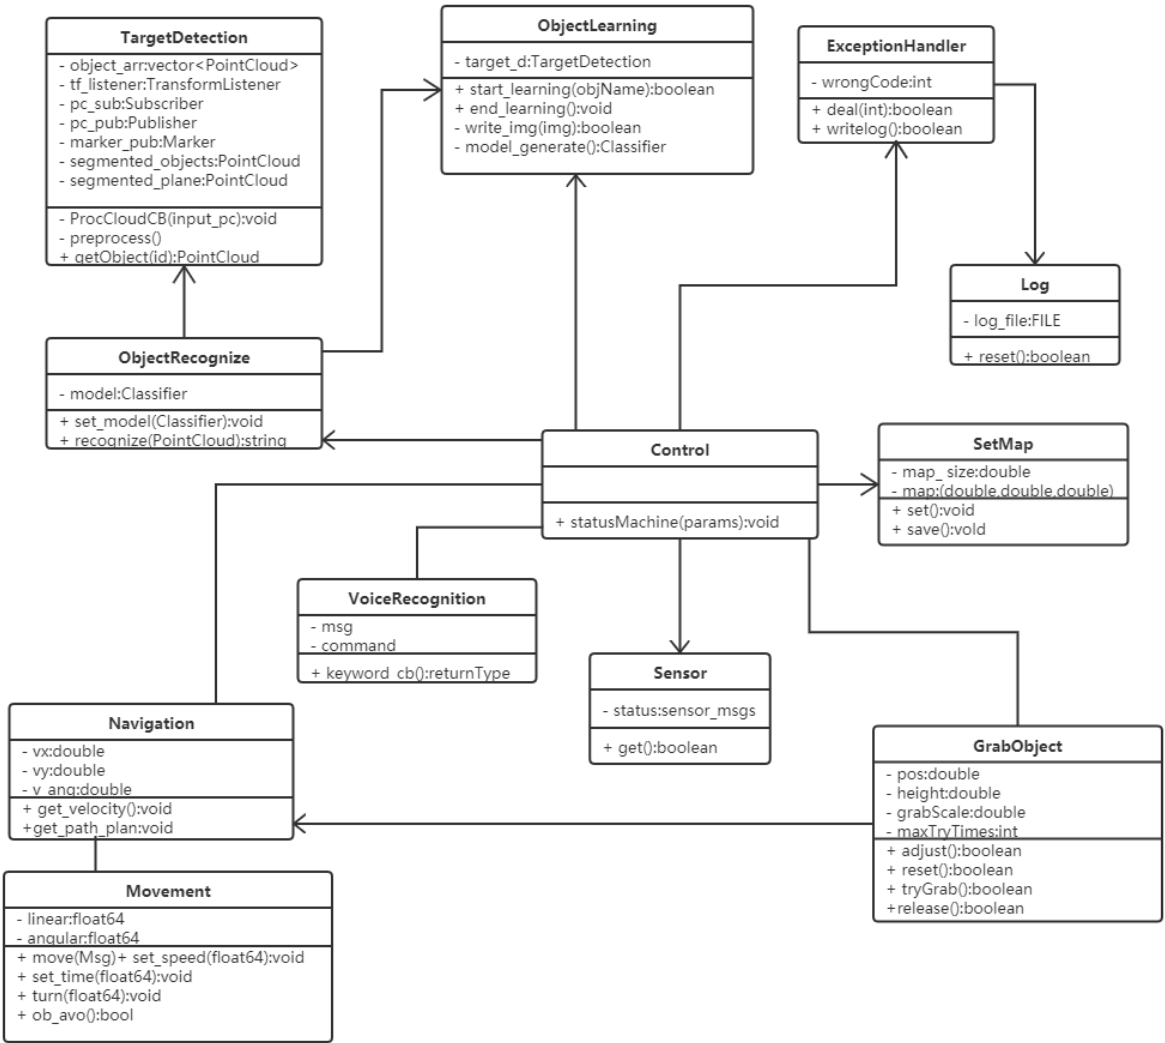 TargetDetection
- object_arr:vector<PointCloud>
- tf_listener:TransformListener
- pc_sub:Subscriber
- pc_pub:Publisher
- marker_pub:Marker
- segmented_objects:PointCloud
- segmented_plane:PointCloud
- ProcCloudCB(input_pc):void
- preprocess()
+ getObject(id):PointCloud
ObjectLearning
- target_d:TargetDetection
+ start_learning(objName):boolean
+ end_learning():void
- write_img(img):boolean
- model_generate():Classifier
ExceptionHandler
- wrongCode:int
+ deal(int):boolean
+ writelog():boolean
Log
- log_file:FILE
+ reset():boolean
ObjectRecognize
- model:Classifier
+ set_model(Classifier):void
+ recognize(PointCloud):string
Control
+ statusMachine(params):void
SetMap
- map_ size:double
- map:(double,double,double)
+ set():void
+ save():vold
VoiceRecognition
- msg
- command
+ keyword_cb():returnType
Sensor
- status:sensor_msgs
+ get():boolean
Navigation
- vx:double
- vy:double
- v_ang:double
+ get_velocity():void
+get_path_plan:void
GrabObject
- pos:double
- height:double
- grabScale:double
- maxTryTimes:int
+ adjust():boolean
+ reset():boolean
+ tryGrab():boolean
+release():boolean
Movement
- linear:float64
- angular:float64
+ move(Msg)+ set_speed(float64):void
+ set_time(float64):void
+ turn(float64):void
+ ob_avo():bool